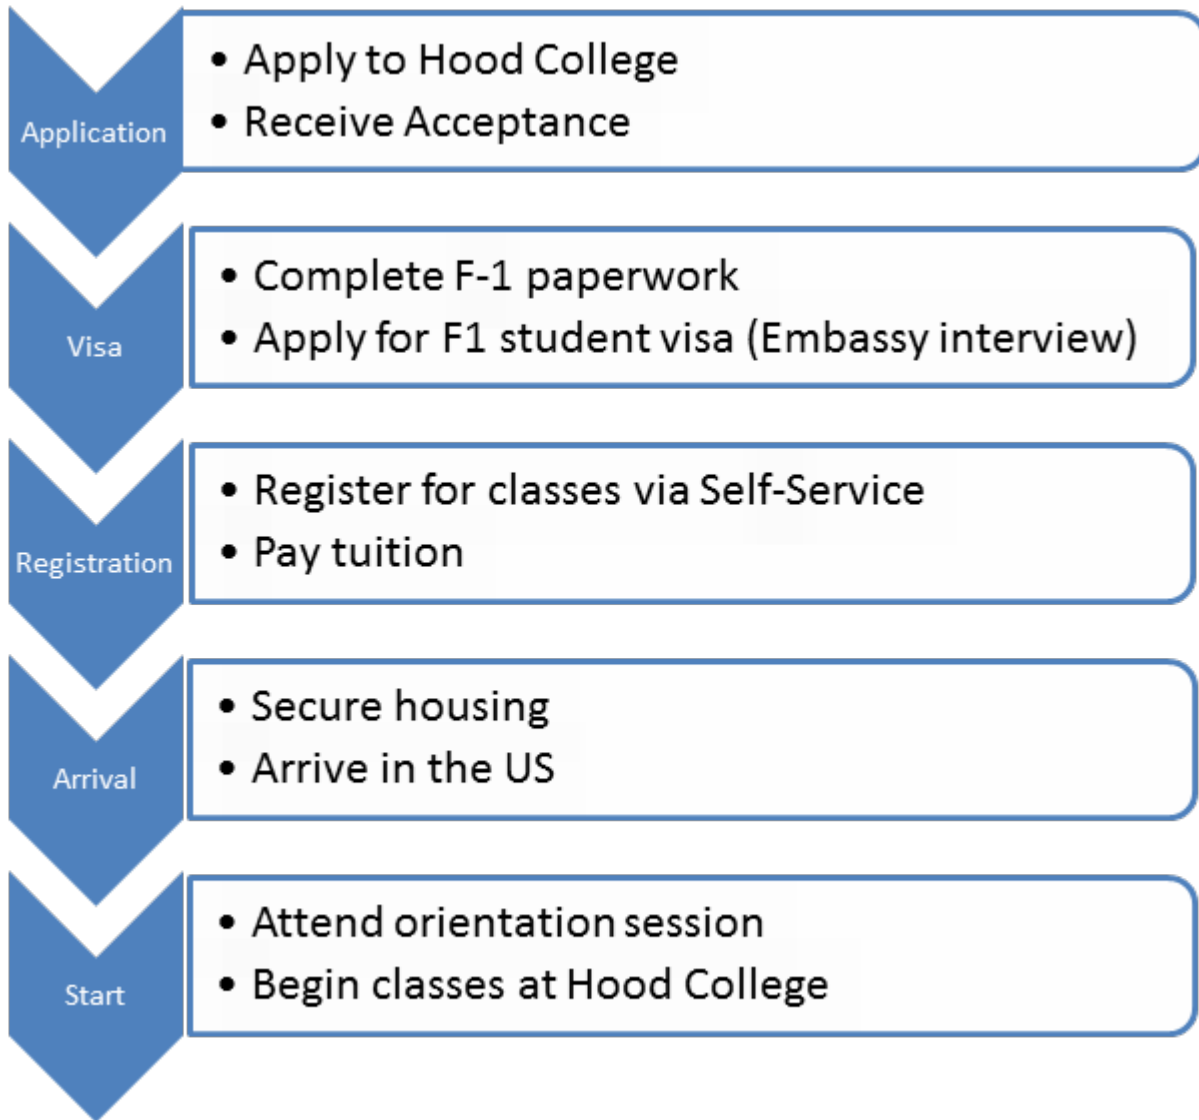 Application
• Apply to Hood College
• Receive Acceptance
Visa
• Complete F-1 paperwork
• Apply for F1 student visa (Embassy interview)
Registration
• Register for classes via Self-Service
• Pay tuition
Arrival
• Secure housing
• Arrive in the US
Start
• Attend orientation session
• Begin classes at Hood College